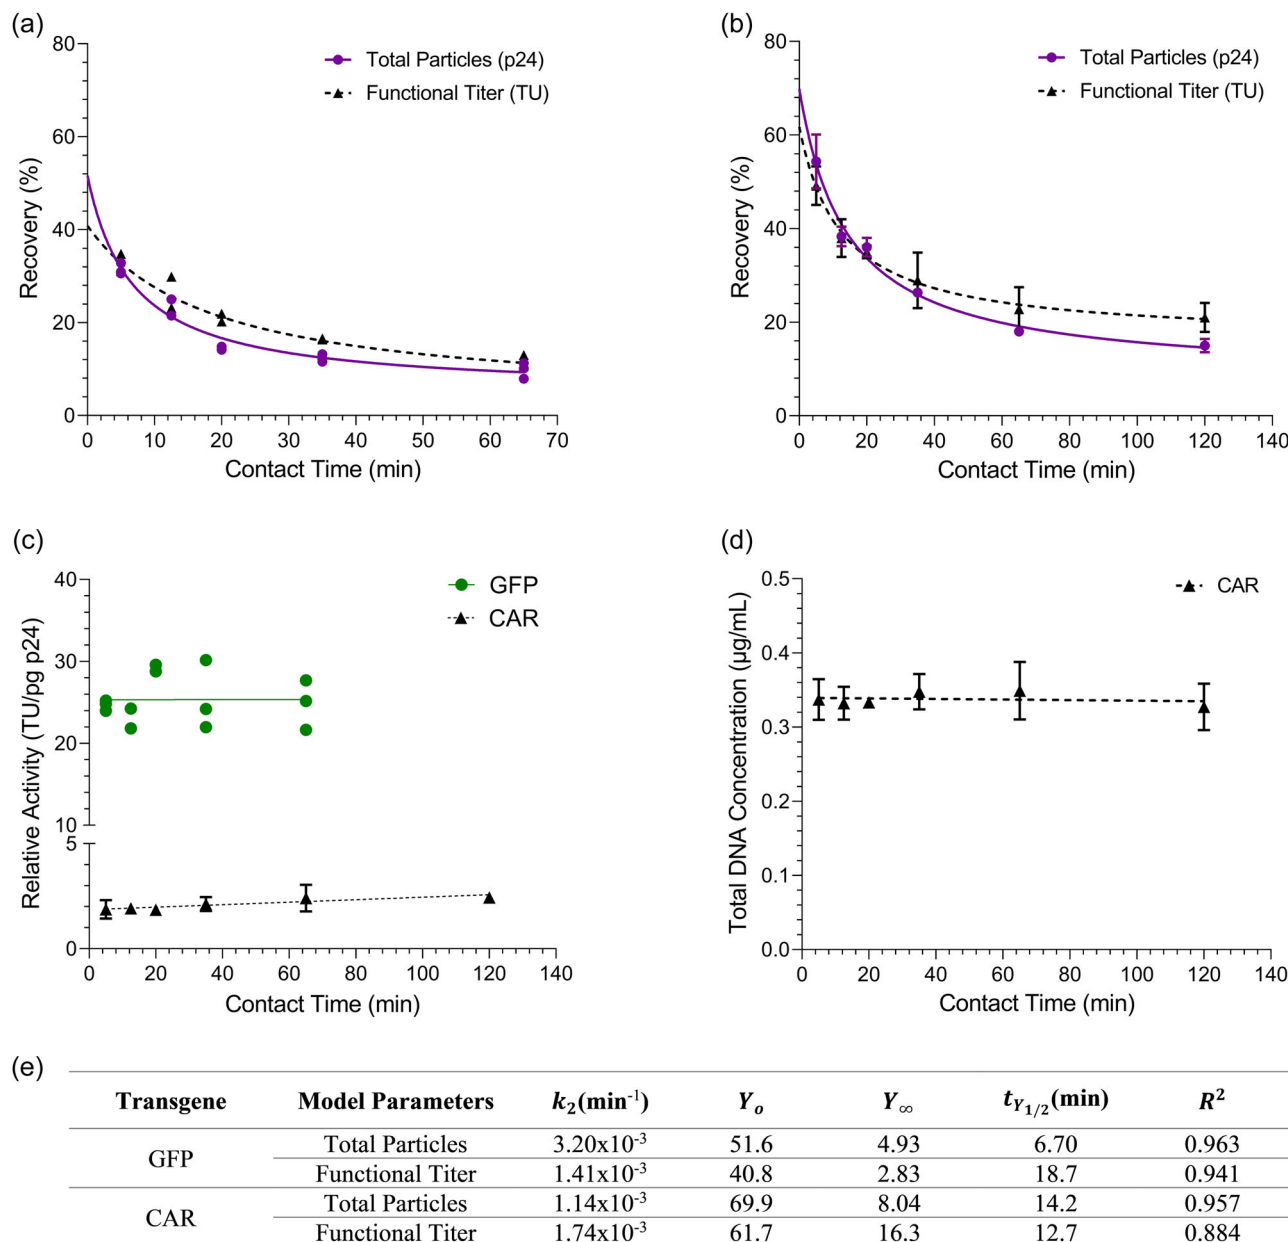 (a)
80
60
40
20
0
Recovery (%)
Total Particles (p24)
Functional Titer (TU)
0 10 20 30 40 50 60 70
Contact Time (min)
(b)
80
60
40
20
0
Recovery (%)
Total Particles (p24)
Functional Titer (TU)
0 20 40 60 80 100 120 140
Contact Time (min)
(c)
40
30
20
10
5
0
Relative Activity (TU/pg p24)
GFP
CAR
0 20 40 60 80 100 120 140
Contact Time (min)
(d)
0.5
0.4
0.3
0.2
0.1
0.0
Total DNA Concentration (µg/mL)
CAR
0 20 40 60 80 100 120 140
Contact Time (min)
(e)
Transgene Model Parameters k₂(min⁻¹) Yₒ Y∞ t_{Y_{1/2}}(min) R²
GFP
Total Particles 3.20x10⁻³ 51.6 4.93 6.70 0.963
Functional Titer 1.41x10⁻³ 40.8 2.83 18.7 0.941
CAR
Total Particles 1.14x10⁻³ 69.9 8.04 14.2 0.957
Functional Titer 1.74x10⁻³ 61.7 16.3 12.7 0.884